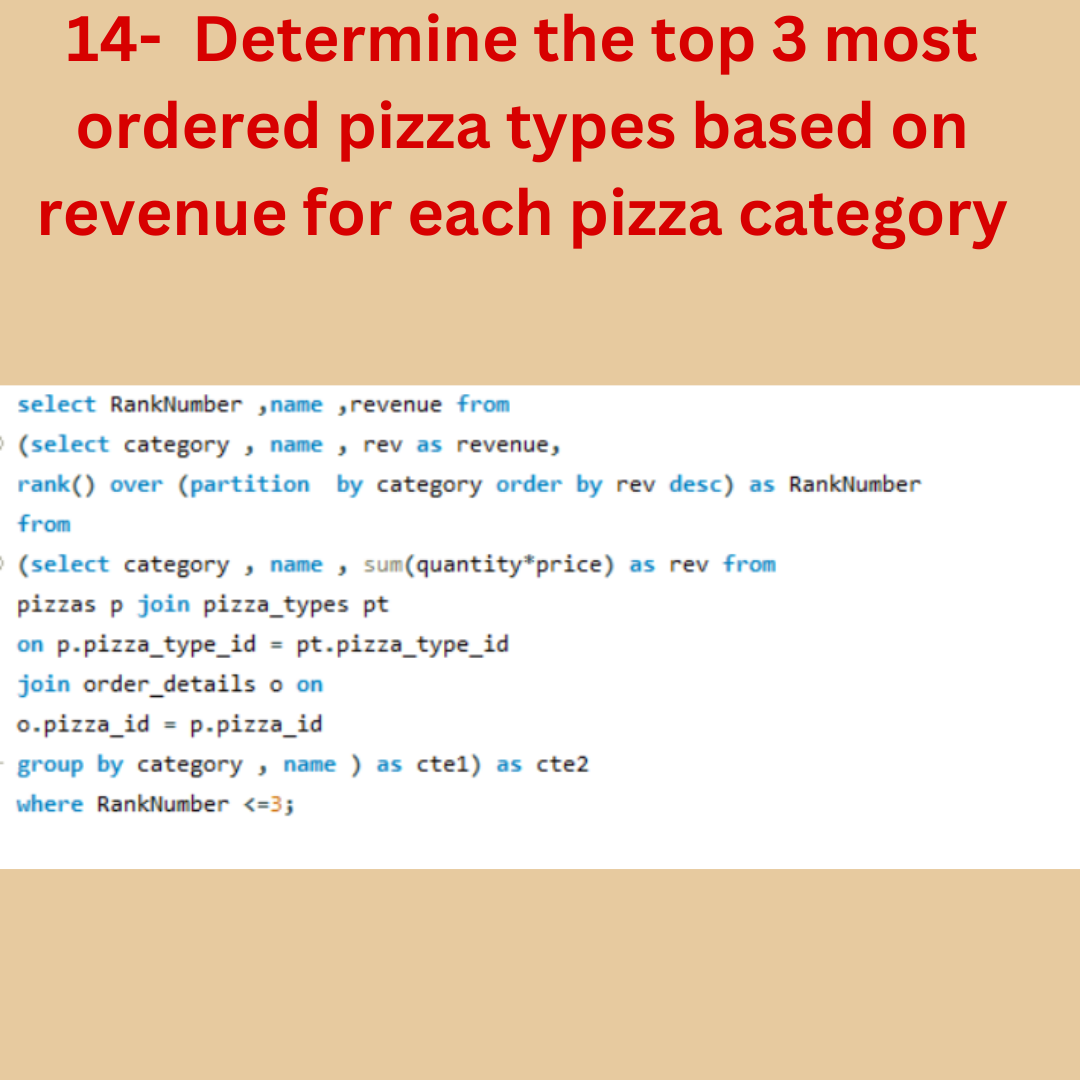 14- Determine the top 3 most
ordered pizza types based on
revenue for each pizza category
select RankNumber ,name ,revenue from
(select category , name , rev as revenue,
rank() over (partition  by category order by rev desc) as RankNumber
from
(select category , name , sum(quantity*price) as rev from
pizzas p join pizza_types pt
on p.pizza_type_id = pt.pizza_type_id
join order_details o on
o.pizza_id = p.pizza_id
group by category , name ) as cte1) as cte2
where RankNumber <=3;